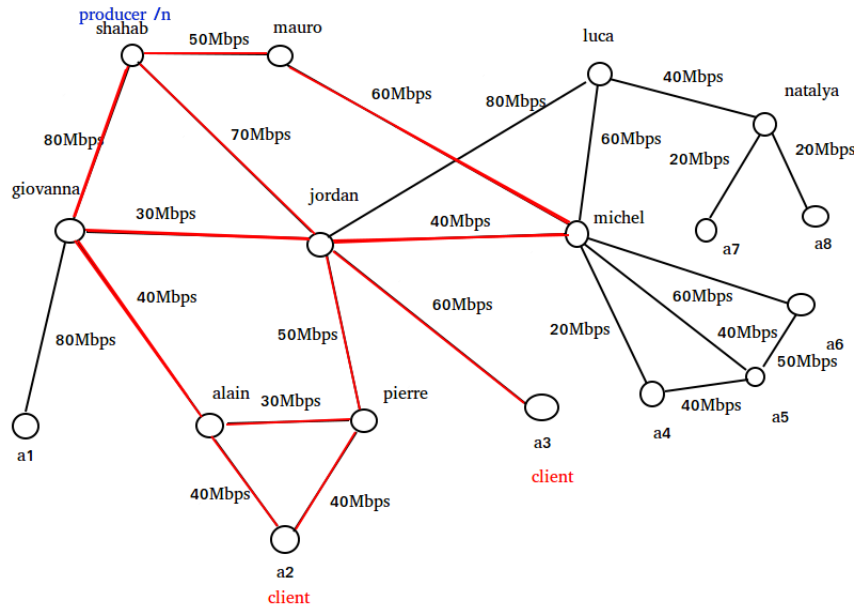 producer /n
shahab
50Mbps
mauro
luca
40Mbps
natalya
60Mbps
80Mbps
70Mbps
60Mbps
20Mbps
20Mbps
80Mbps
giovanna
30Mbps
jordan
40Mbps
michel
a7
a8
40Mbps
60Mbps
60Mbps
20Mbps
40Mbps
a6
50Mbps
50Mbps
80Mbps
alain
30Mbps
pierre
a3
a4
40Mbps
a5
a1
client
40Mbps
40Mbps
a2
client